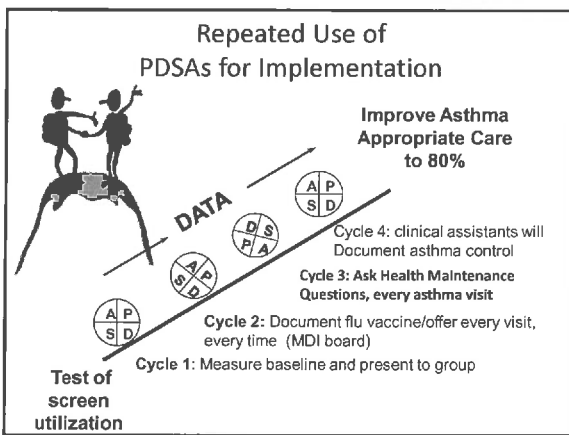 Repeated Use of
PDSAs for Implementation
Improve Asthma
Appropriate Care
to 80%
DATA
A P
S D
D S
P A
A P
S D
A P
S D
Cycle 4: clinical assistants will
Document asthma control
Cycle 3: Ask Health Maintenance
Questions, every asthma visit
Cycle 2: Document flu vaccine/offer every visit,
every time (MDI board)
Cycle 1: Measure baseline and present to group
Test of
screen
utilization